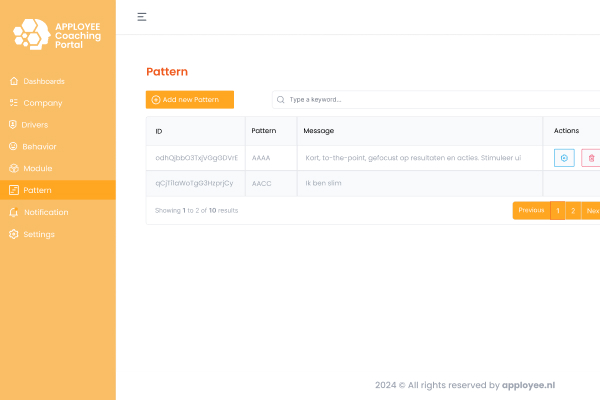 APPLOYEE
Coaching
Portal
Dashboards
Company
Drivers
Behavior
Module
Pattern
Notification
Settings
Pattern
Add new Pattern
Type a keyword...
ID Pattern Message Actions
AAAA Kort, to-the-point, gefocust op resultaten en acties. Stimuleer ui
AACC ik ben slim
Showing 1 to 2 of 10 results
Previous 1 2 Nex
2024 © All rights reserved by apployee.nl